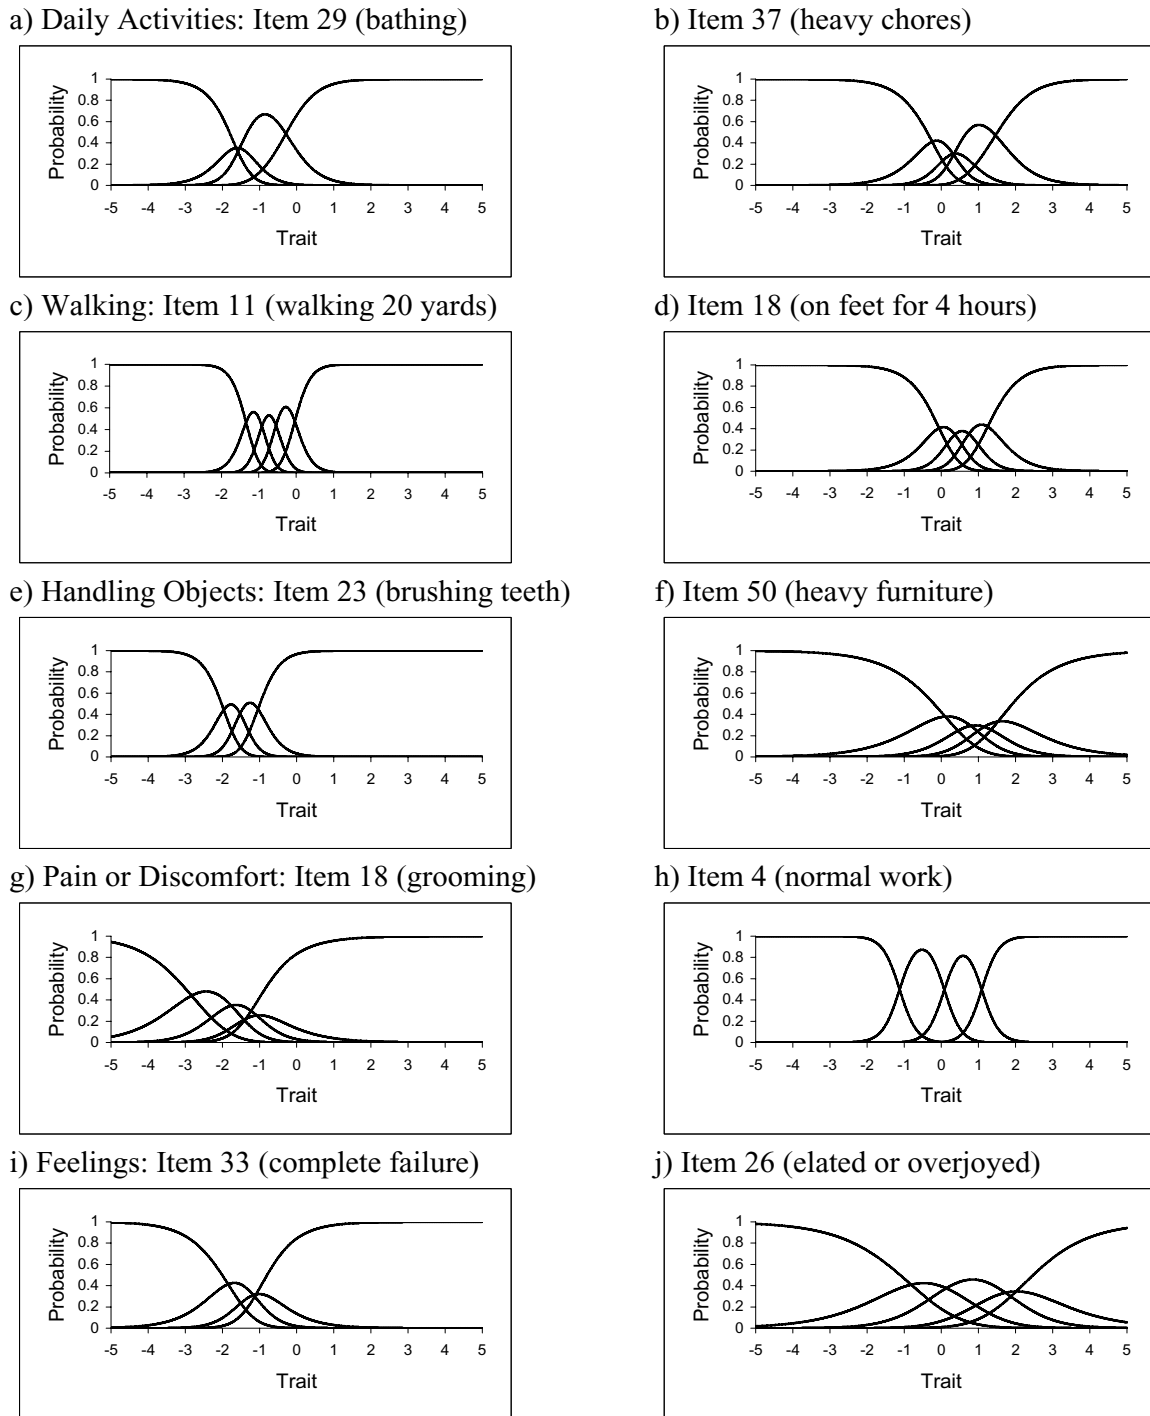 a) Daily Activities: Item 29 (bathing)
1
0.8
0.6
0.4
0.2
0
Probability
-5 -4 -3 -2 -1 0 1 2 3 4 5
Trait
b) Item 37 (heavy chores)
1
0.8
0.6
0.4
0.2
0
Probability
-5 -4 -3 -2 -1 0 1 2 3 4 5
Trait
c) Walking: Item 11 (walking 20 yards)
1
0.8
0.6
0.4
0.2
0
Probability
-5 -4 -3 -2 -1 0 1 2 3 4 5
Trait
d) Item 18 (on feet for 4 hours)
1
0.8
0.6
0.4
0.2
0
Probability
-5 -4 -3 -2 -1 0 1 2 3 4 5
Trait
e) Handling Objects: Item 23 (brushing teeth)
1
0.8
0.6
0.4
0.2
0
Probability
-5 -4 -3 -2 -1 0 1 2 3 4 5
Trait
f) Item 50 (heavy furniture)
1
0.8
0.6
0.4
0.2
0
Probability
-5 -4 -3 -2 -1 0 1 2 3 4 5
Trait
g) Pain or Discomfort: Item 18 (grooming)
1
0.8
0.6
0.4
0.2
0
Probability
-5 -4 -3 -2 -1 0 1 2 3 4 5
Trait
h) Item 4 (normal work)
1
0.8
0.6
0.4
0.2
0
Probability
-5 -4 -3 -2 -1 0 1 2 3 4 5
Trait
i) Feelings: Item 33 (complete failure)
1
0.8
0.6
0.4
0.2
0
Probability
-5 -4 -3 -2 -1 0 1 2 3 4 5
Trait
j) Item 26 (elated or overjoyed)
1
0.8
0.6
0.4
0.2
0
Probability
-5 -4 -3 -2 -1 0 1 2 3 4 5
Trait